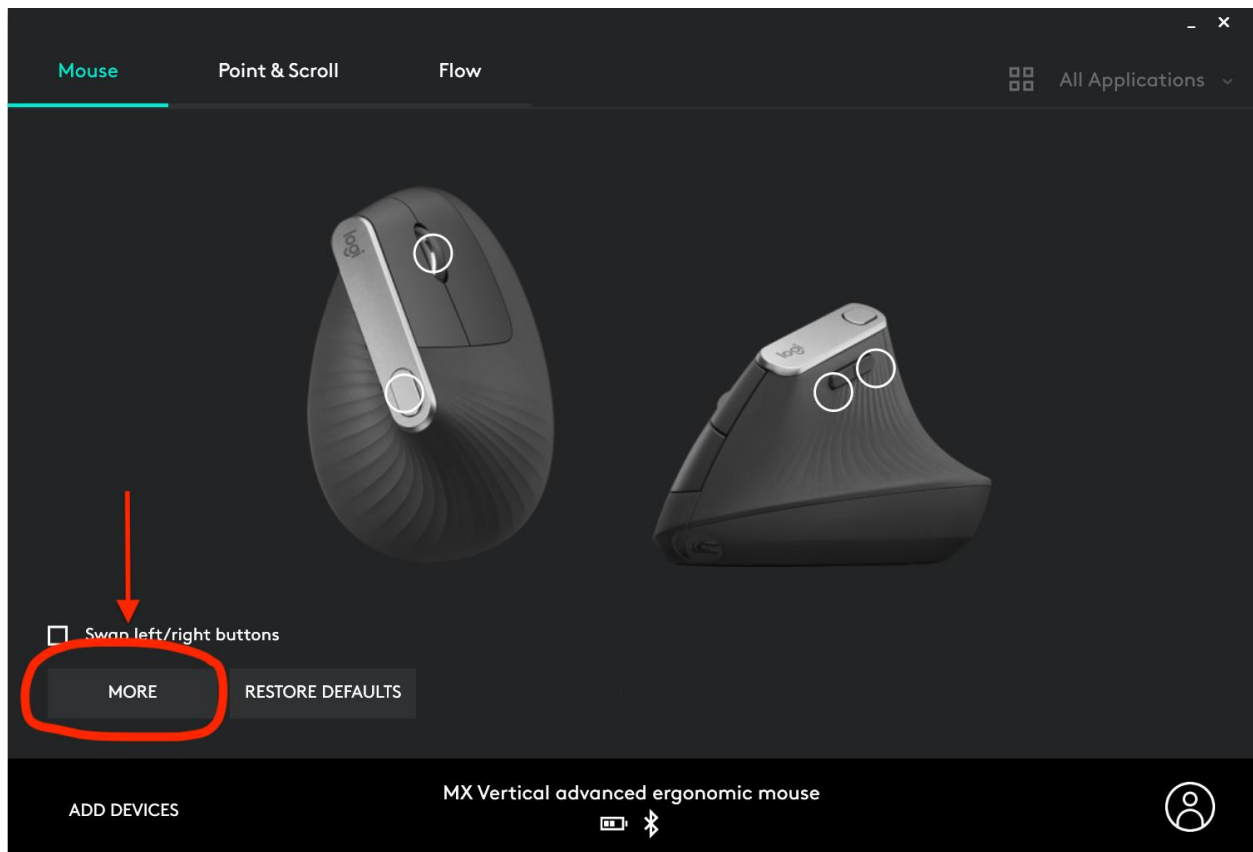 Mouse
Point & Scroll
Flow
All Applications
logi
logi
Swap left/right buttons
MORE
RESTORE DEFAULTS
ADD DEVICES
MX Vertical advanced ergonomic mouse